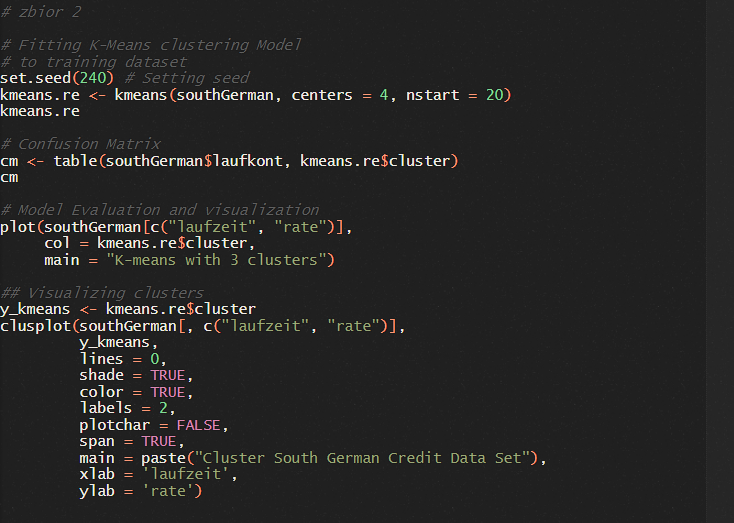 # zbior 2
# Fitting K-Means clustering Model
# to training dataset
set.seed(240) # Setting seed
kmeans.re <- kmeans(southGerman, centers = 4, nstart = 20)
kmeans.re
# Confusion Matrix
cm <- table(southGerman$laufkont, kmeans.re$cluster)
cm
# Model Evaluation and visualization
plot(southGerman[c("laufzeit", "rate")],
     col = kmeans.re$cluster,
     main = "K-means with 3 clusters")
## Visualizing clusters
y_kmeans <- kmeans.re$cluster
clusplot(southGerman[, c("laufzeit", "rate")],
         y_kmeans,
         lines = 0,
         shade = TRUE,
         color = TRUE,
         labels = 2,
         plotchar = FALSE,
         span = TRUE,
         main = paste("Cluster South German Credit Data Set"),
         xlab = 'laufzeit',
         ylab = 'rate')